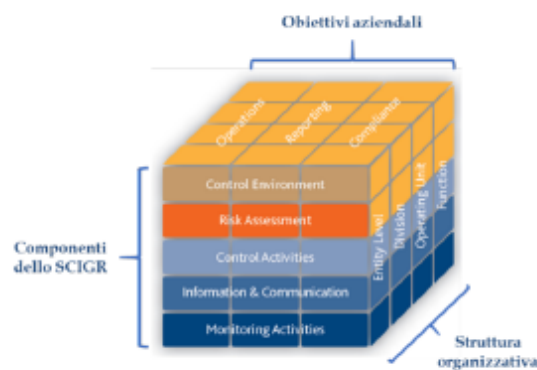 Obiettivi aziendali
Operations
Reporting
Compliance
Control Environment
Risk Assessment
Control Activities
Information & Communication
Monitoring Activities
Entity Level
Division
Operating Unit
Function
Componenti
dello SCIGR
Struttura
organizzativa